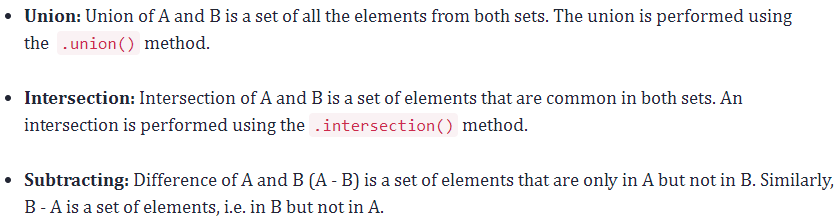 • Union: Union of A and B is a set of all the elements from both sets. The union is performed using
the .union() method.
• Intersection: Intersection of A and B is a set of elements that are common in both sets. An
intersection is performed using the .intersection() method.
• Subtracting: Difference of A and B (A - B) is a set of elements that are only in A but not in B. Similarly,
B - A is a set of elements, i.e. in B but not in A.